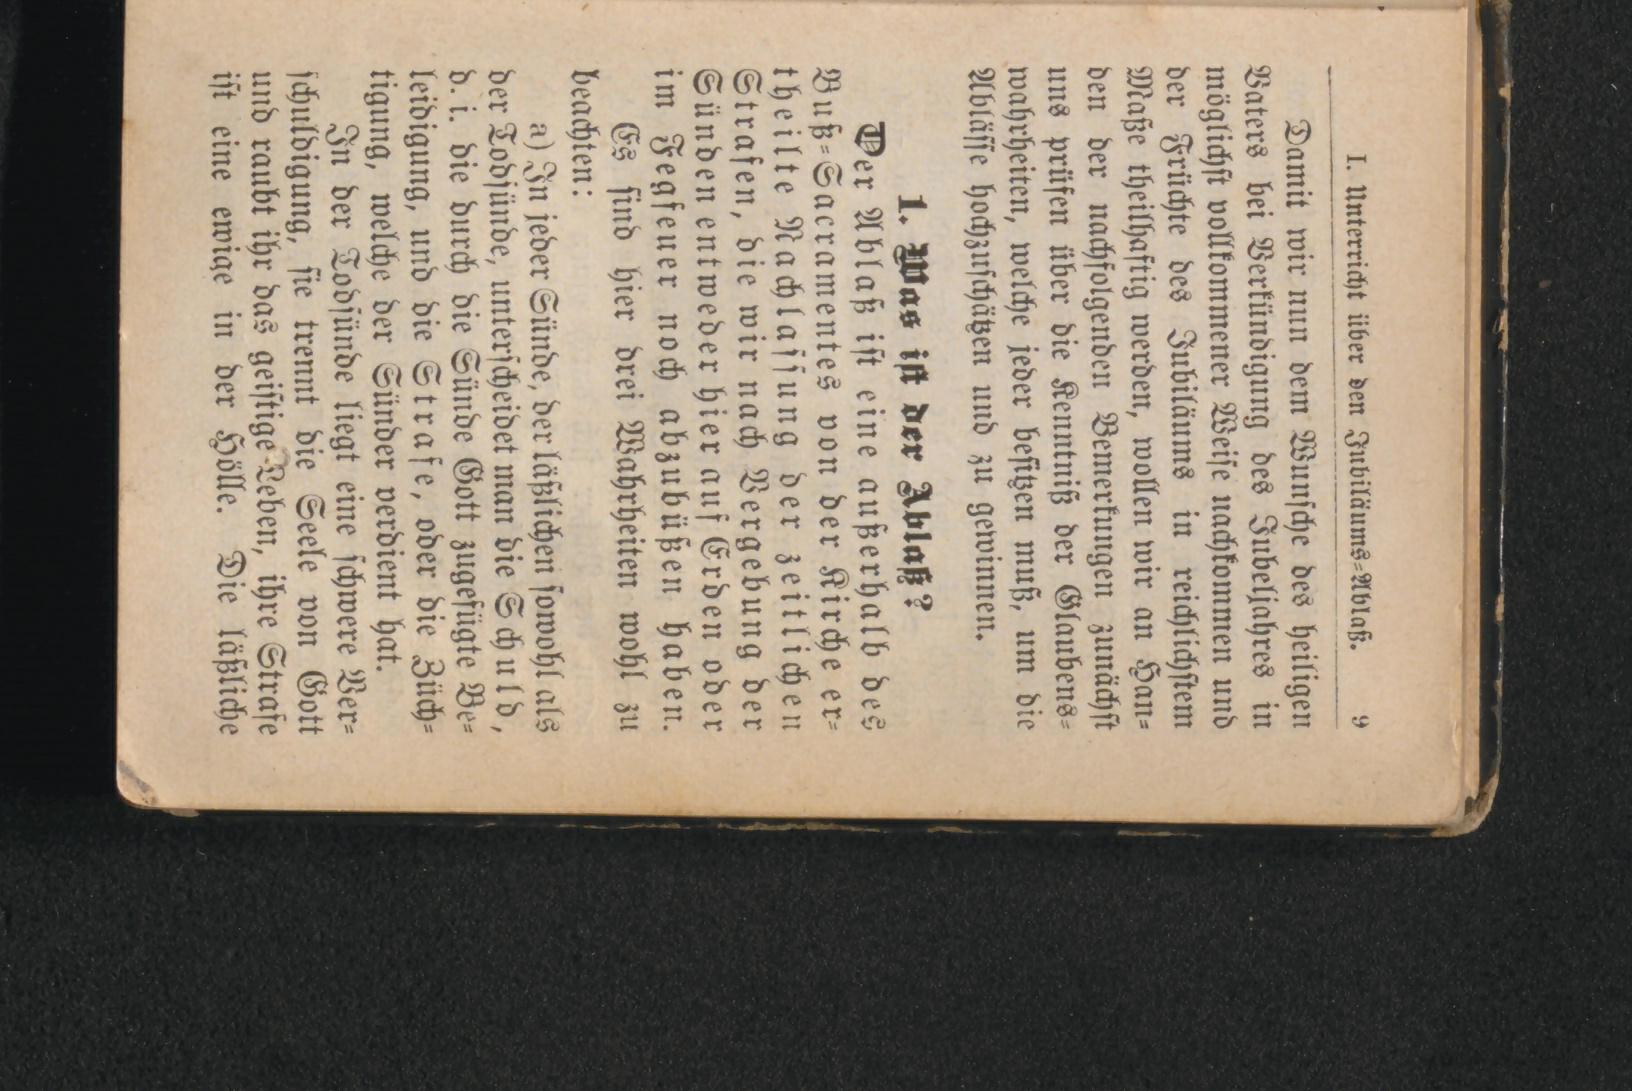 I. Unterricht über den Jubiläums=Ablaß. 9
Damit wir nun dem Wunsche des heiligen
Vaters bei Verkündigung des Jubeljahres in
möglichst vollkommener Weise nachkommen und
der Früchte des Jubiläums in reichlichstem
Maße theilhaftig werden, wollen wir an Han=
den der nachfolgenden Bemerkungen zunächst
uns prüfen über die Kenntniß der Glaubens=
wahrheiten, welche jeder besitzen muß, um die
Ablässe hochzuschätzen und zu gewinnen.
1. Was ist der Ablaß?
Der Ablaß ist eine außerhalb des
Buß=Sacramentes von der Kirche er=
theilte Nachlassung der zeitlichen
Strafen, die wir nach Vergebung der
Sünden entweder hier auf Erden oder
im Fegfeuer noch abzubüßen haben.
Es sind hier drei Wahrheiten wohl zu
beachten:
a) In jeder Sünde, der läßlichen sowohl als
der Todsünde, unterscheidet man die Schuld,
d. i. die durch die Sünde Gott zugefügte Be=
leidigung, und die Strafe, oder die Züch=
tigung, welche der Sünder verdient hat.
In der Todsünde liegt eine schwere Ver=
schuldigung, sie trennt die Seele von Gott
und raubt ihr das geistige Leben, ihre Strafe
ist eine ewige in der Hölle. Die läßliche